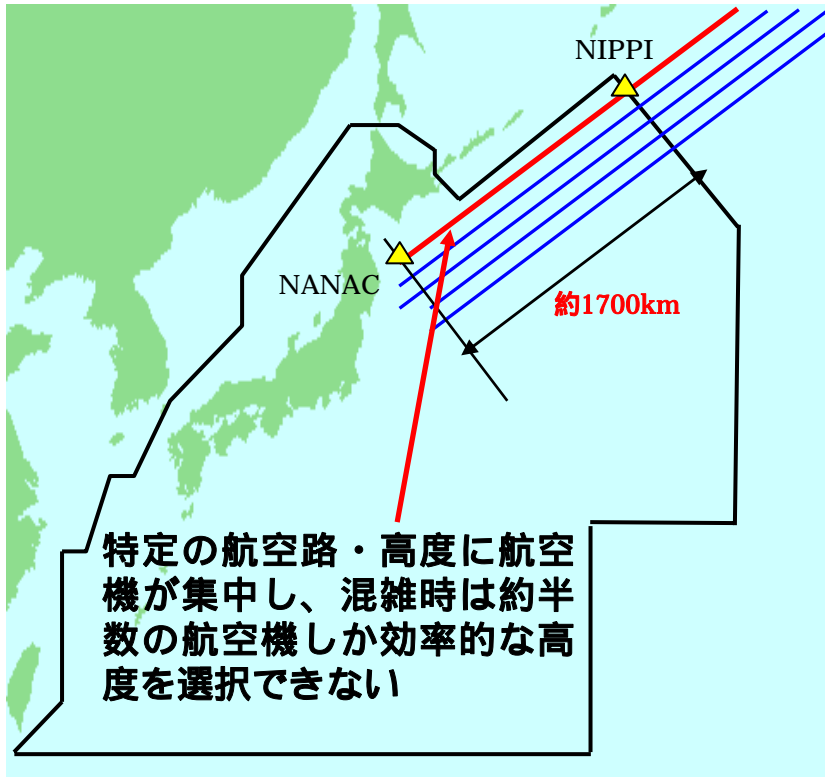 NIPPI
NANAC
約1700km
特定の航空路・高度に航空
機が集中し、混雑時は約半
数の航空機しか効率的な高
度を選択できない